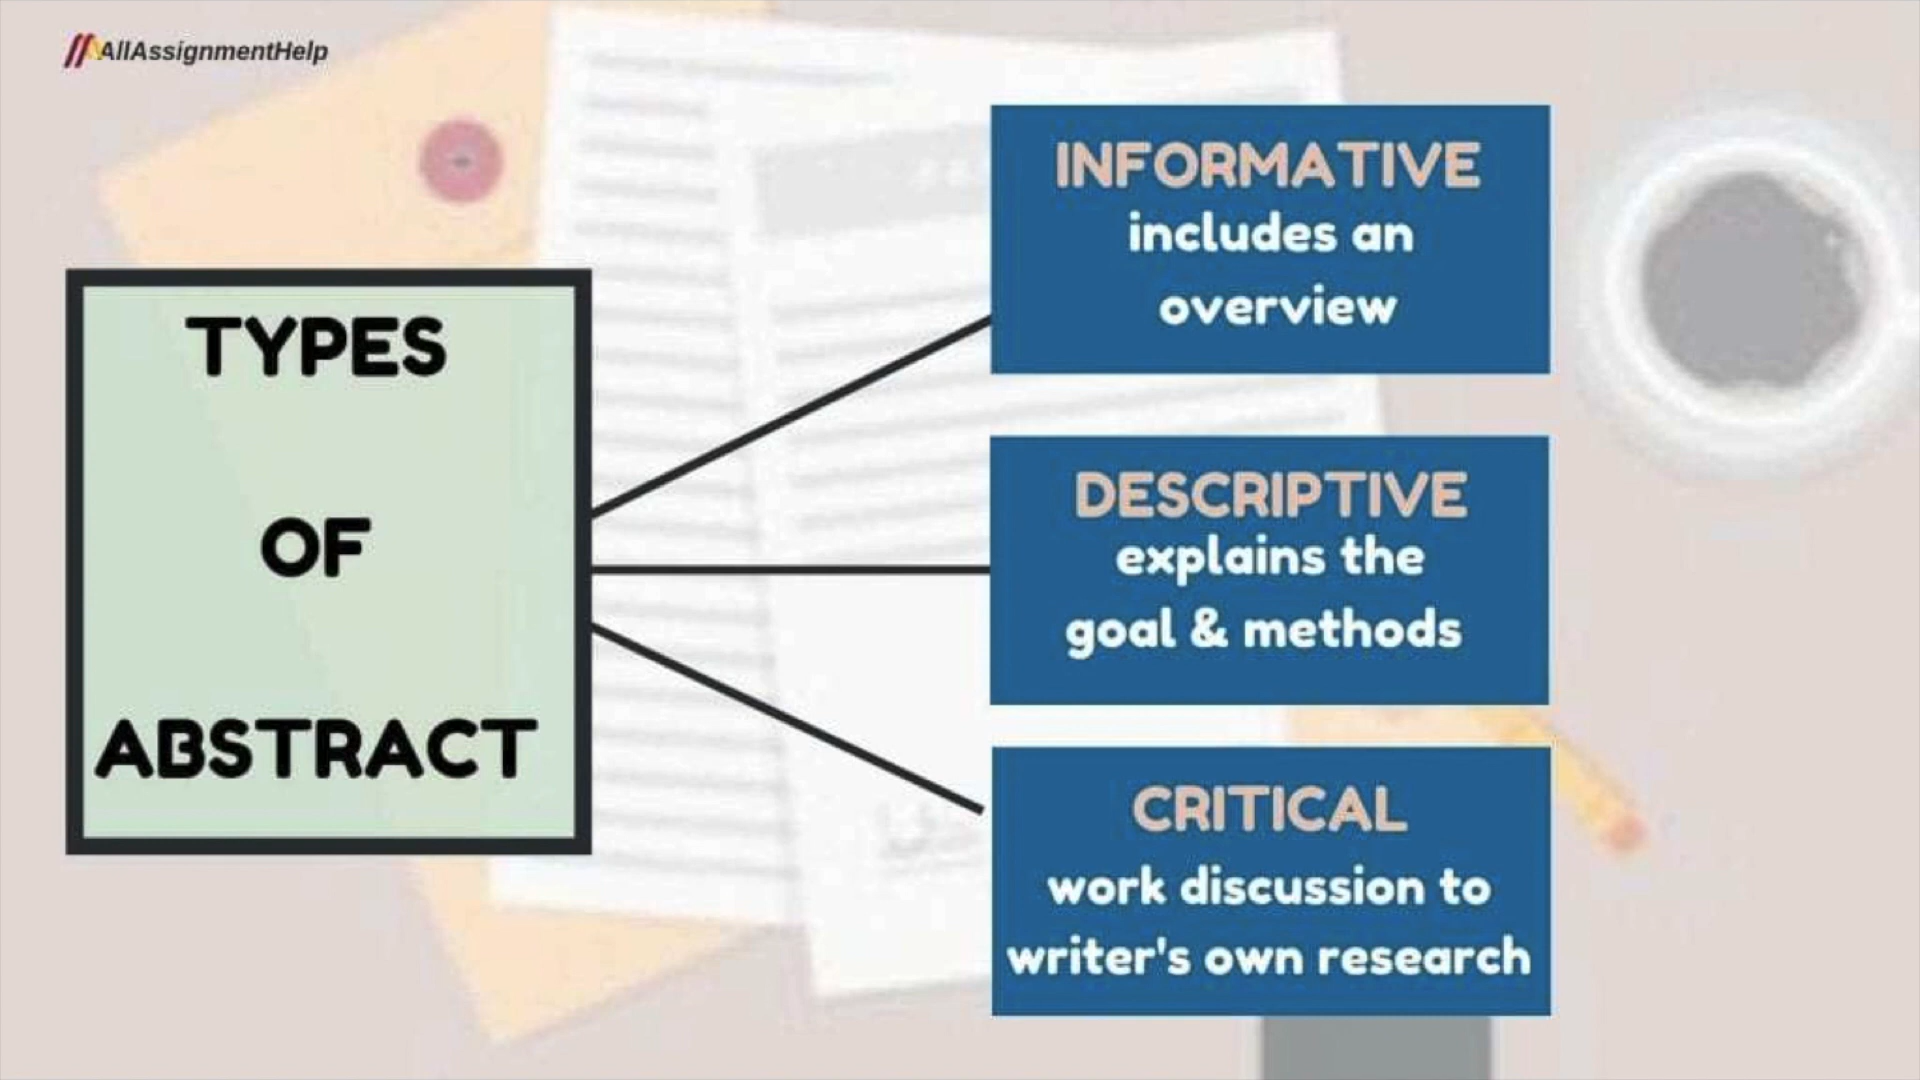 AllAssignmentHelp
TYPES
OF
ABSTRACT
INFORMATIVE
includes an
overview
DESCRIPTIVE
explains the
goal & methods
CRITICAL
work discussion to
writer's own research